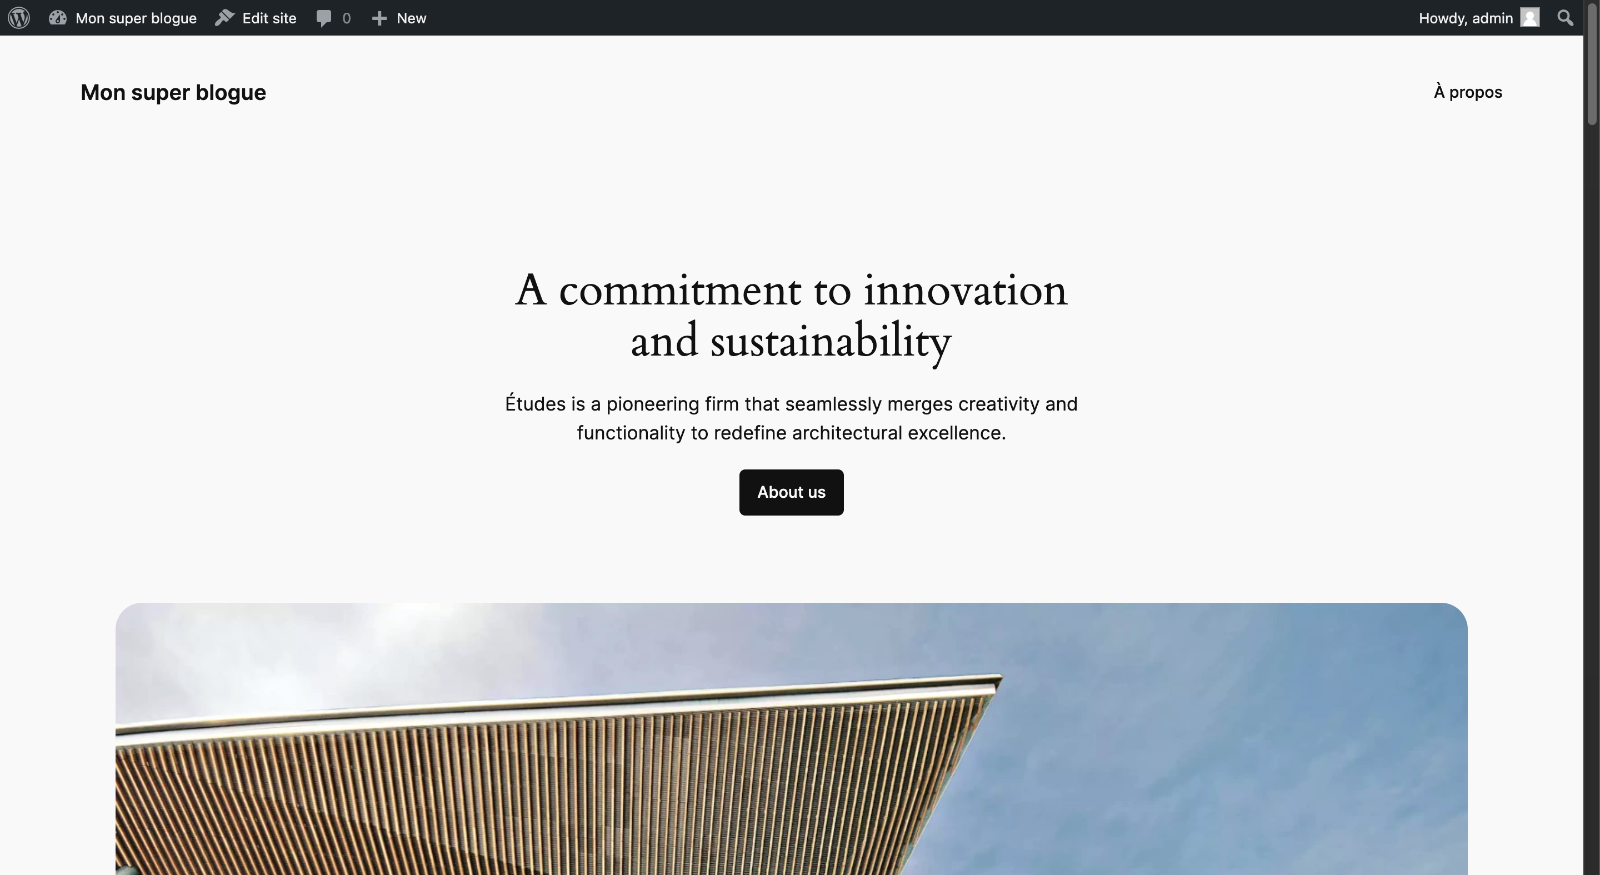 Mon super blogue
Edit site
0
New
Howdy, admin
Mon super blogue
À propos
A commitment to innovation
and sustainability
Études is a pioneering firm that seamlessly merges creativity and
functionality to redefine architectural excellence.
About us